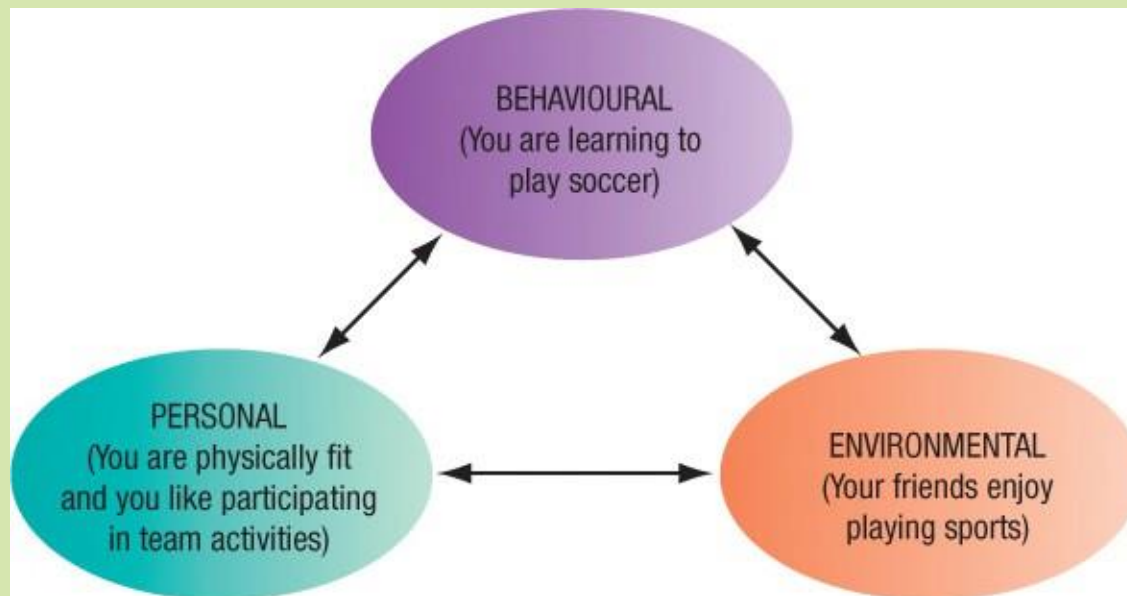 BEHAVIOURAL
(You are learning to
play soccer)
PERSONAL
(You are physically fit
and you like participating
in team activities)
ENVIRONMENTAL
(Your friends enjoy
playing sports)